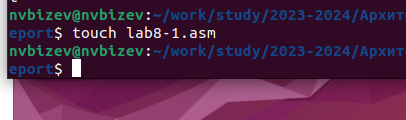 nvbizev@nvbizev:~/work/study/2023-2024/Архит
eport$ touch lab8-1.asm
nvbizev@nvbizev:~/work/study/2023-2024/Архит
eport$